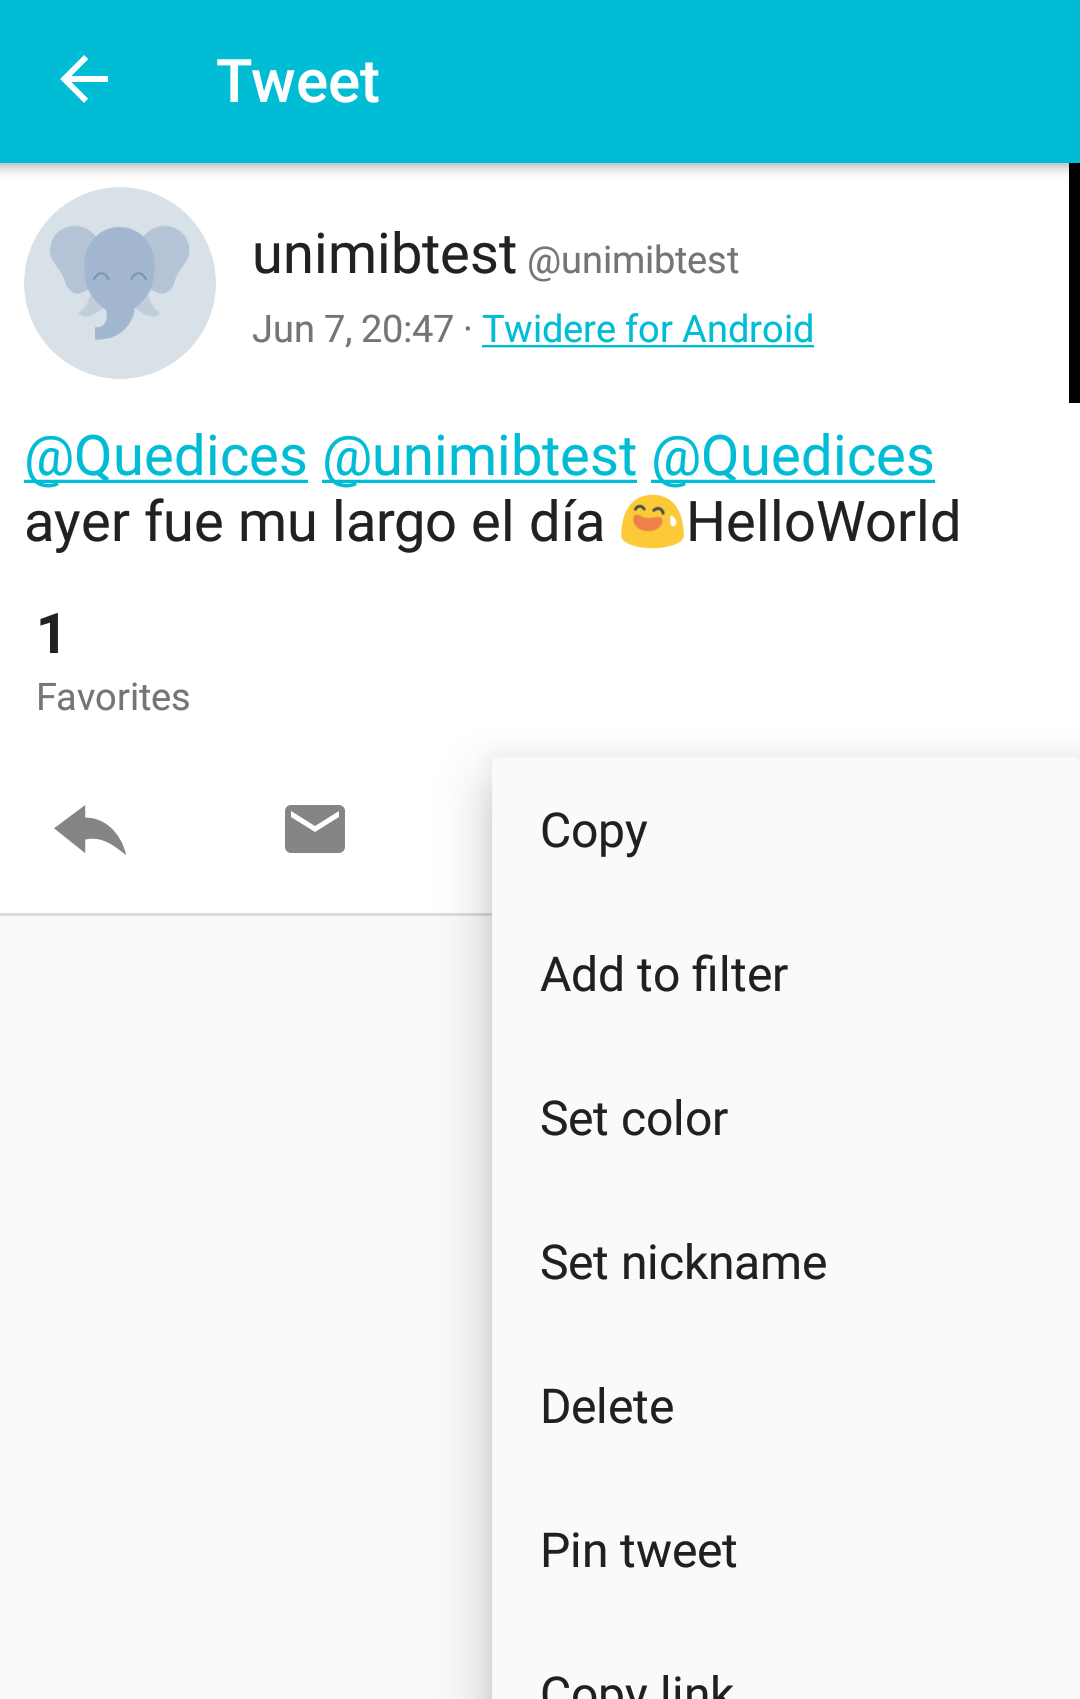 Tweet
unimibtest @unimibtest
Jun 7, 20:47 · Twidere for Android
@Quedices @unimibtest @Quedices
ayer fue mu largo el día 😅HelloWorld
1
Favorites
Copy
Add to filter
Set color
Set nickname
Delete
Pin tweet
Copy link